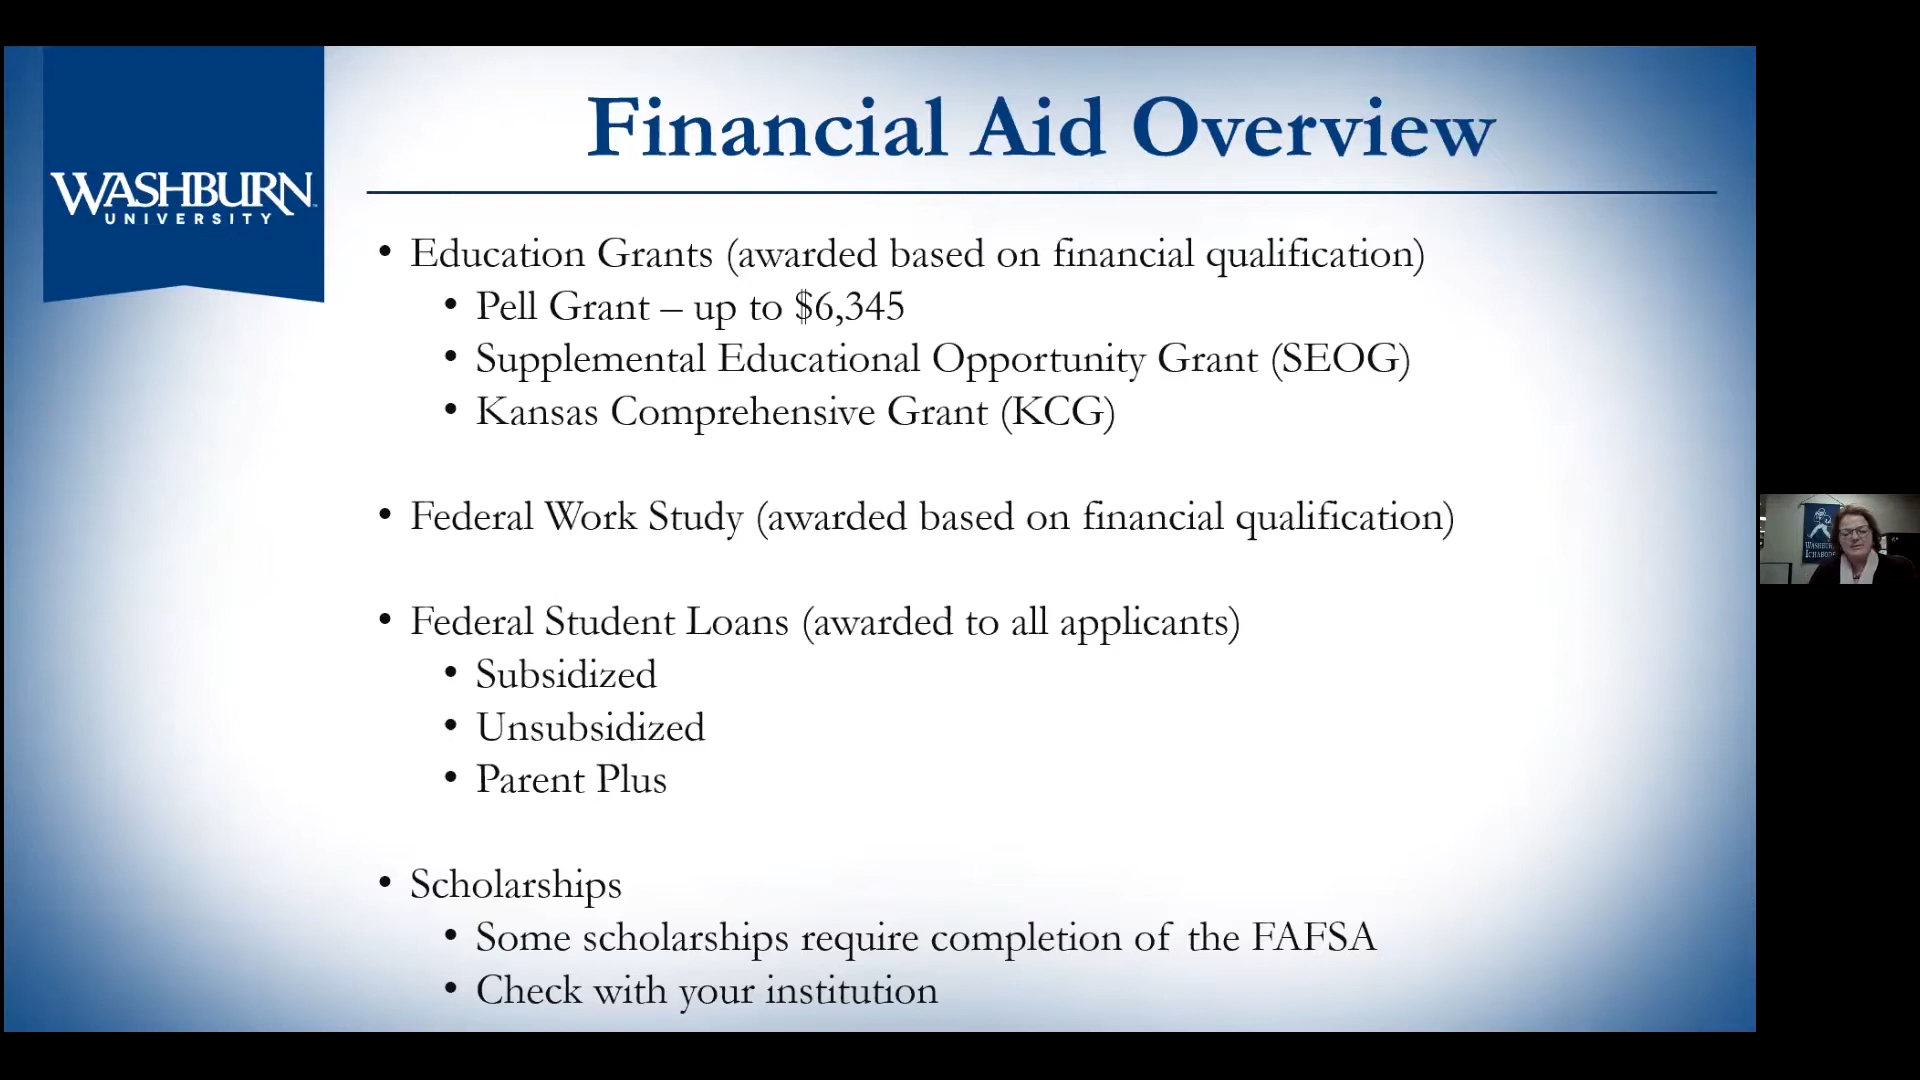 WASHBURN
UNIVERSITY
Financial Aid Overview
• Education Grants (awarded based on financial qualification)
• Pell Grant – up to $6,345
• Supplemental Educational Opportunity Grant (SEOG)
• Kansas Comprehensive Grant (KCG)
• Federal Work Study (awarded based on financial qualification)
• Federal Student Loans (awarded to all applicants)
• Subsidized
• Unsubsidized
• Parent Plus
• Scholarships
• Some scholarships require completion of the FAFSA
• Check with your institution